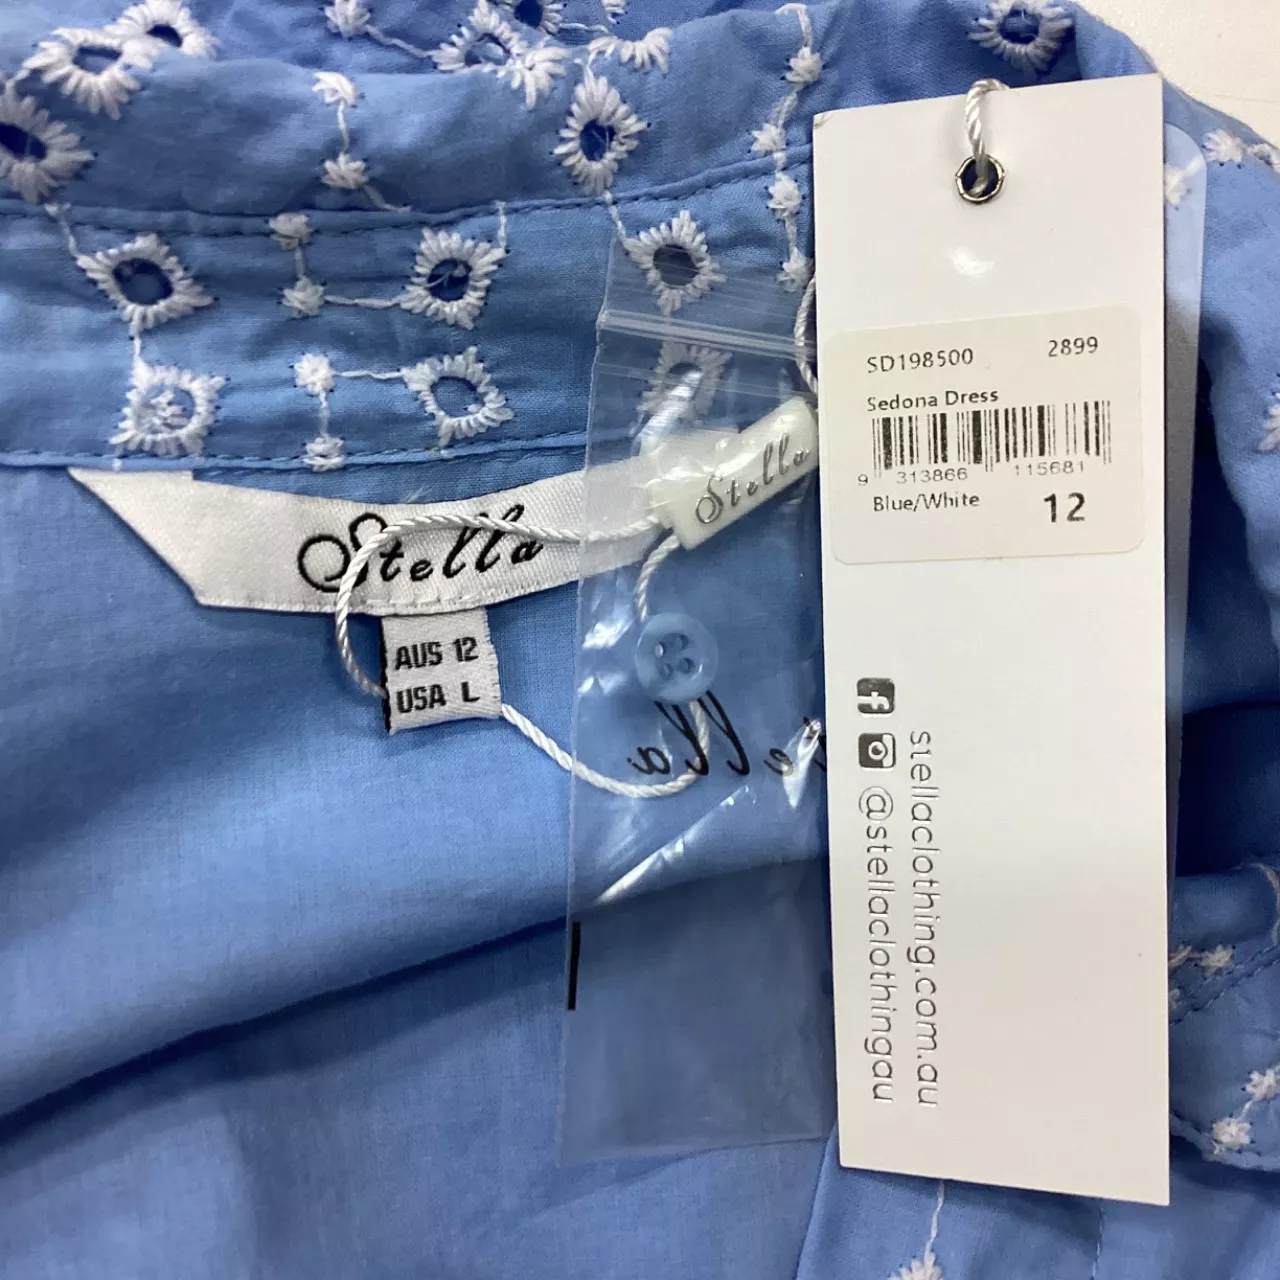 Stella
AUS 12
USA L
Stella
Stella
SD198500 2899
Sedona Dress
9 313866 115681
Blue/White 12
stellaclothing.com.au
@stellaclothingau